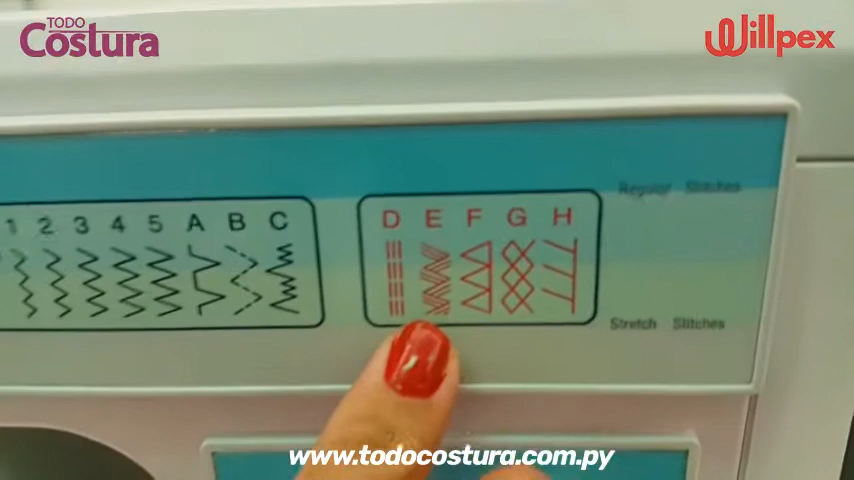 TODO
Costura
Willpex
Regular Stitches
1 2 3 4 5 A B C
D E F G H
Stretch Stitches
www.todocostura.com.py